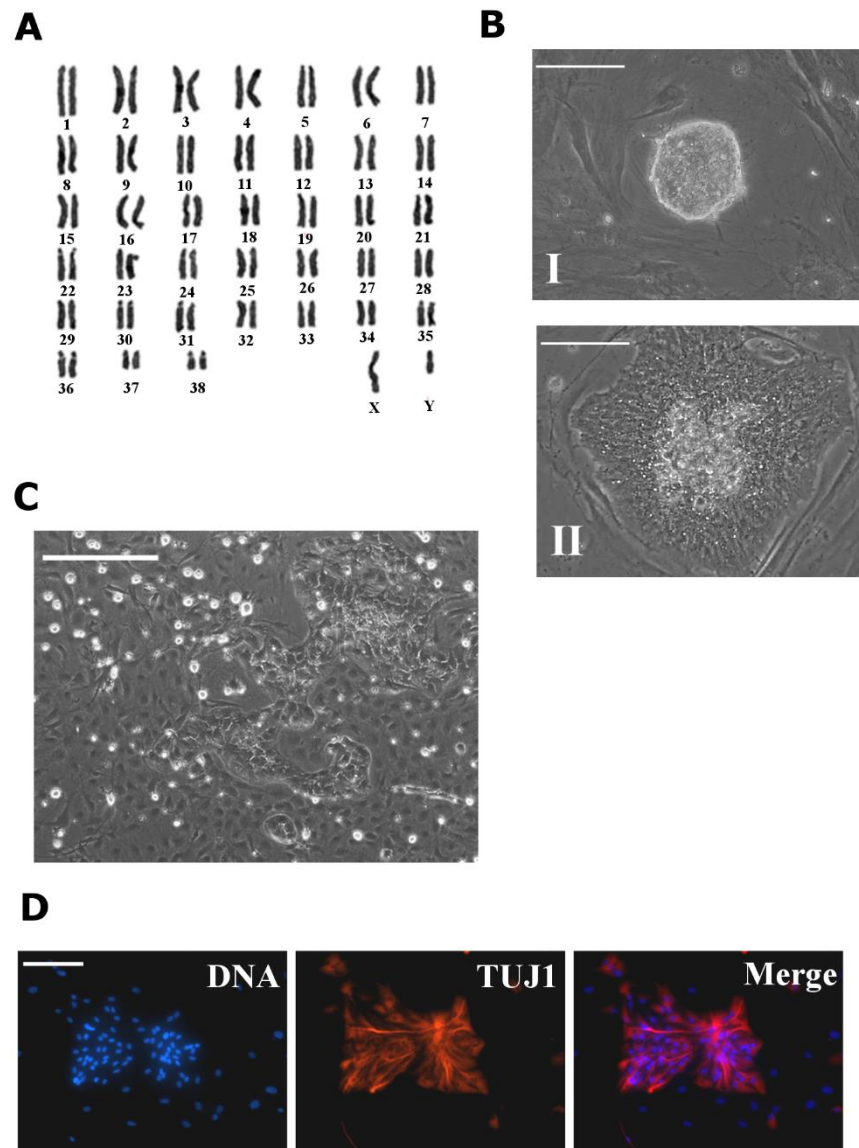 A
1 2 3 4 5 6 7
8 9 10 11 12 13 14
15 16 17 18 19 20 21
22 23 24 25 26 27 28
29 30 31 32 33 34 35
36 37 38 X Y
B
I
II
C
D
DNA TUJ1 Merge